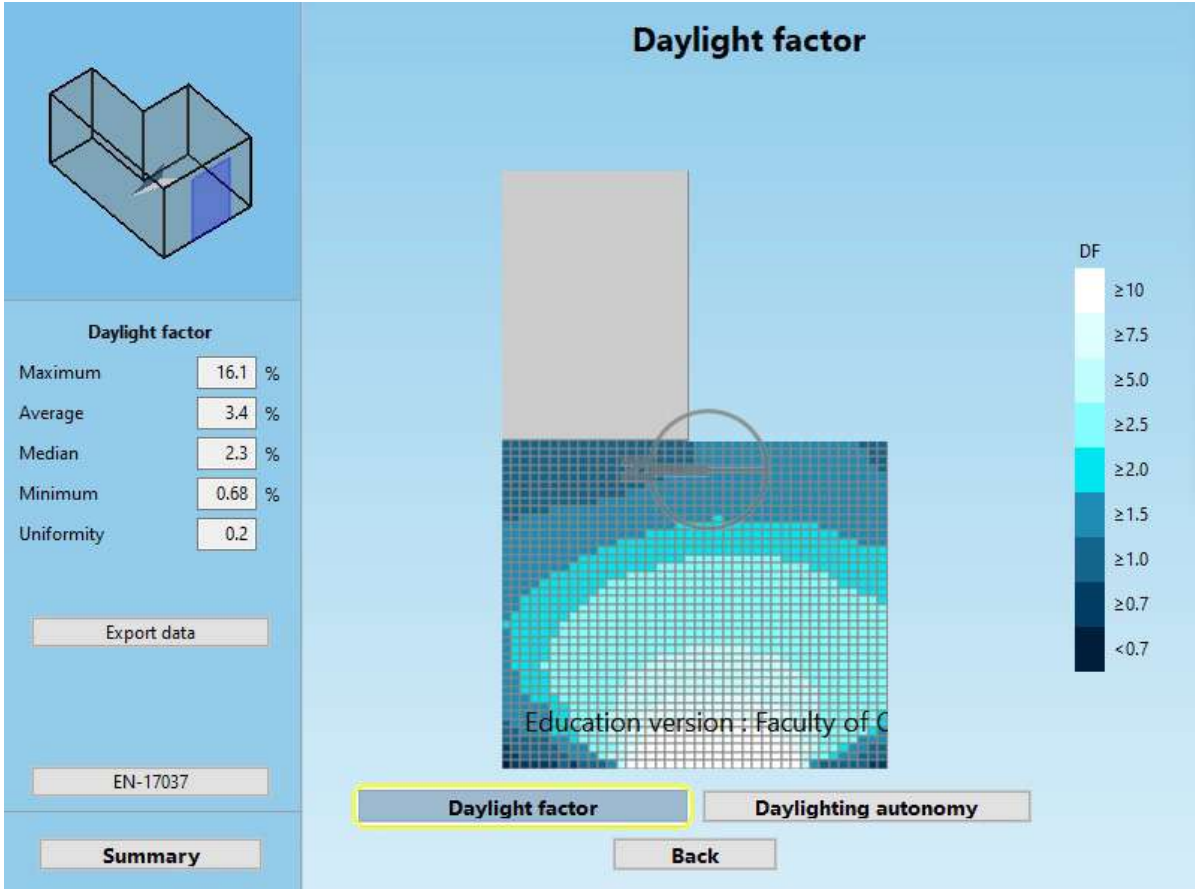 Daylight factor
Daylight factor
Maximum 16.1 %
Average 3.4 %
Median 2.3 %
Minimum 0.68 %
Uniformity 0.2
Export data
EN-17037
Summary
DF
≥10
≥7.5
≥5.0
≥2.5
≥2.0
≥1.5
≥1.0
≥0.7
<0.7
Education version : Faculty of C
Daylight factor
Daylighting autonomy
Back